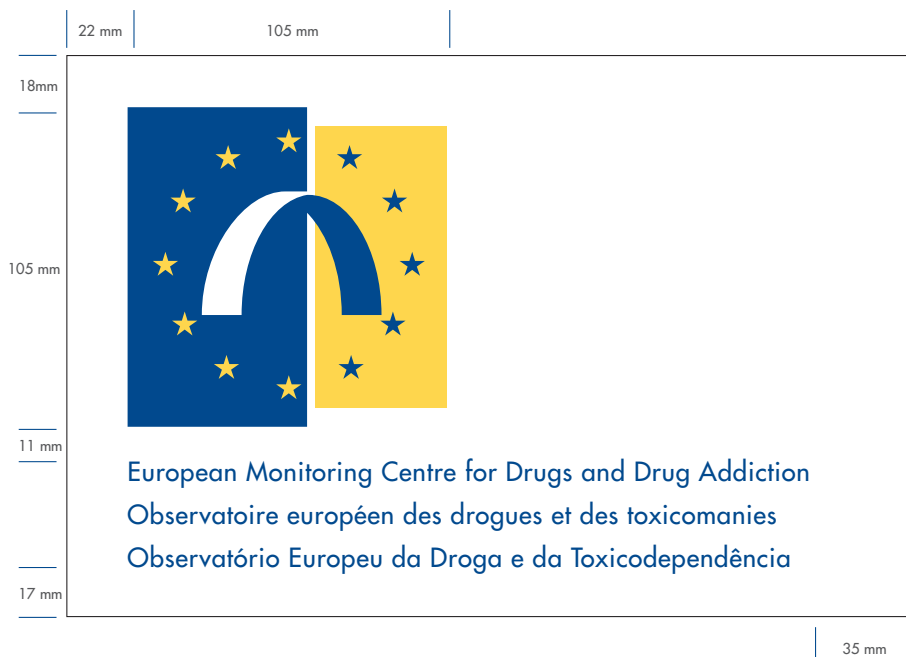 22 mm
105 mm
18mm
105 mm
11 mm
European Monitoring Centre for Drugs and Drug Addiction
Observatoire européen des drogues et des toxicomanies
Observatório Europeu da Droga e da Toxicodependência
17 mm
35 mm